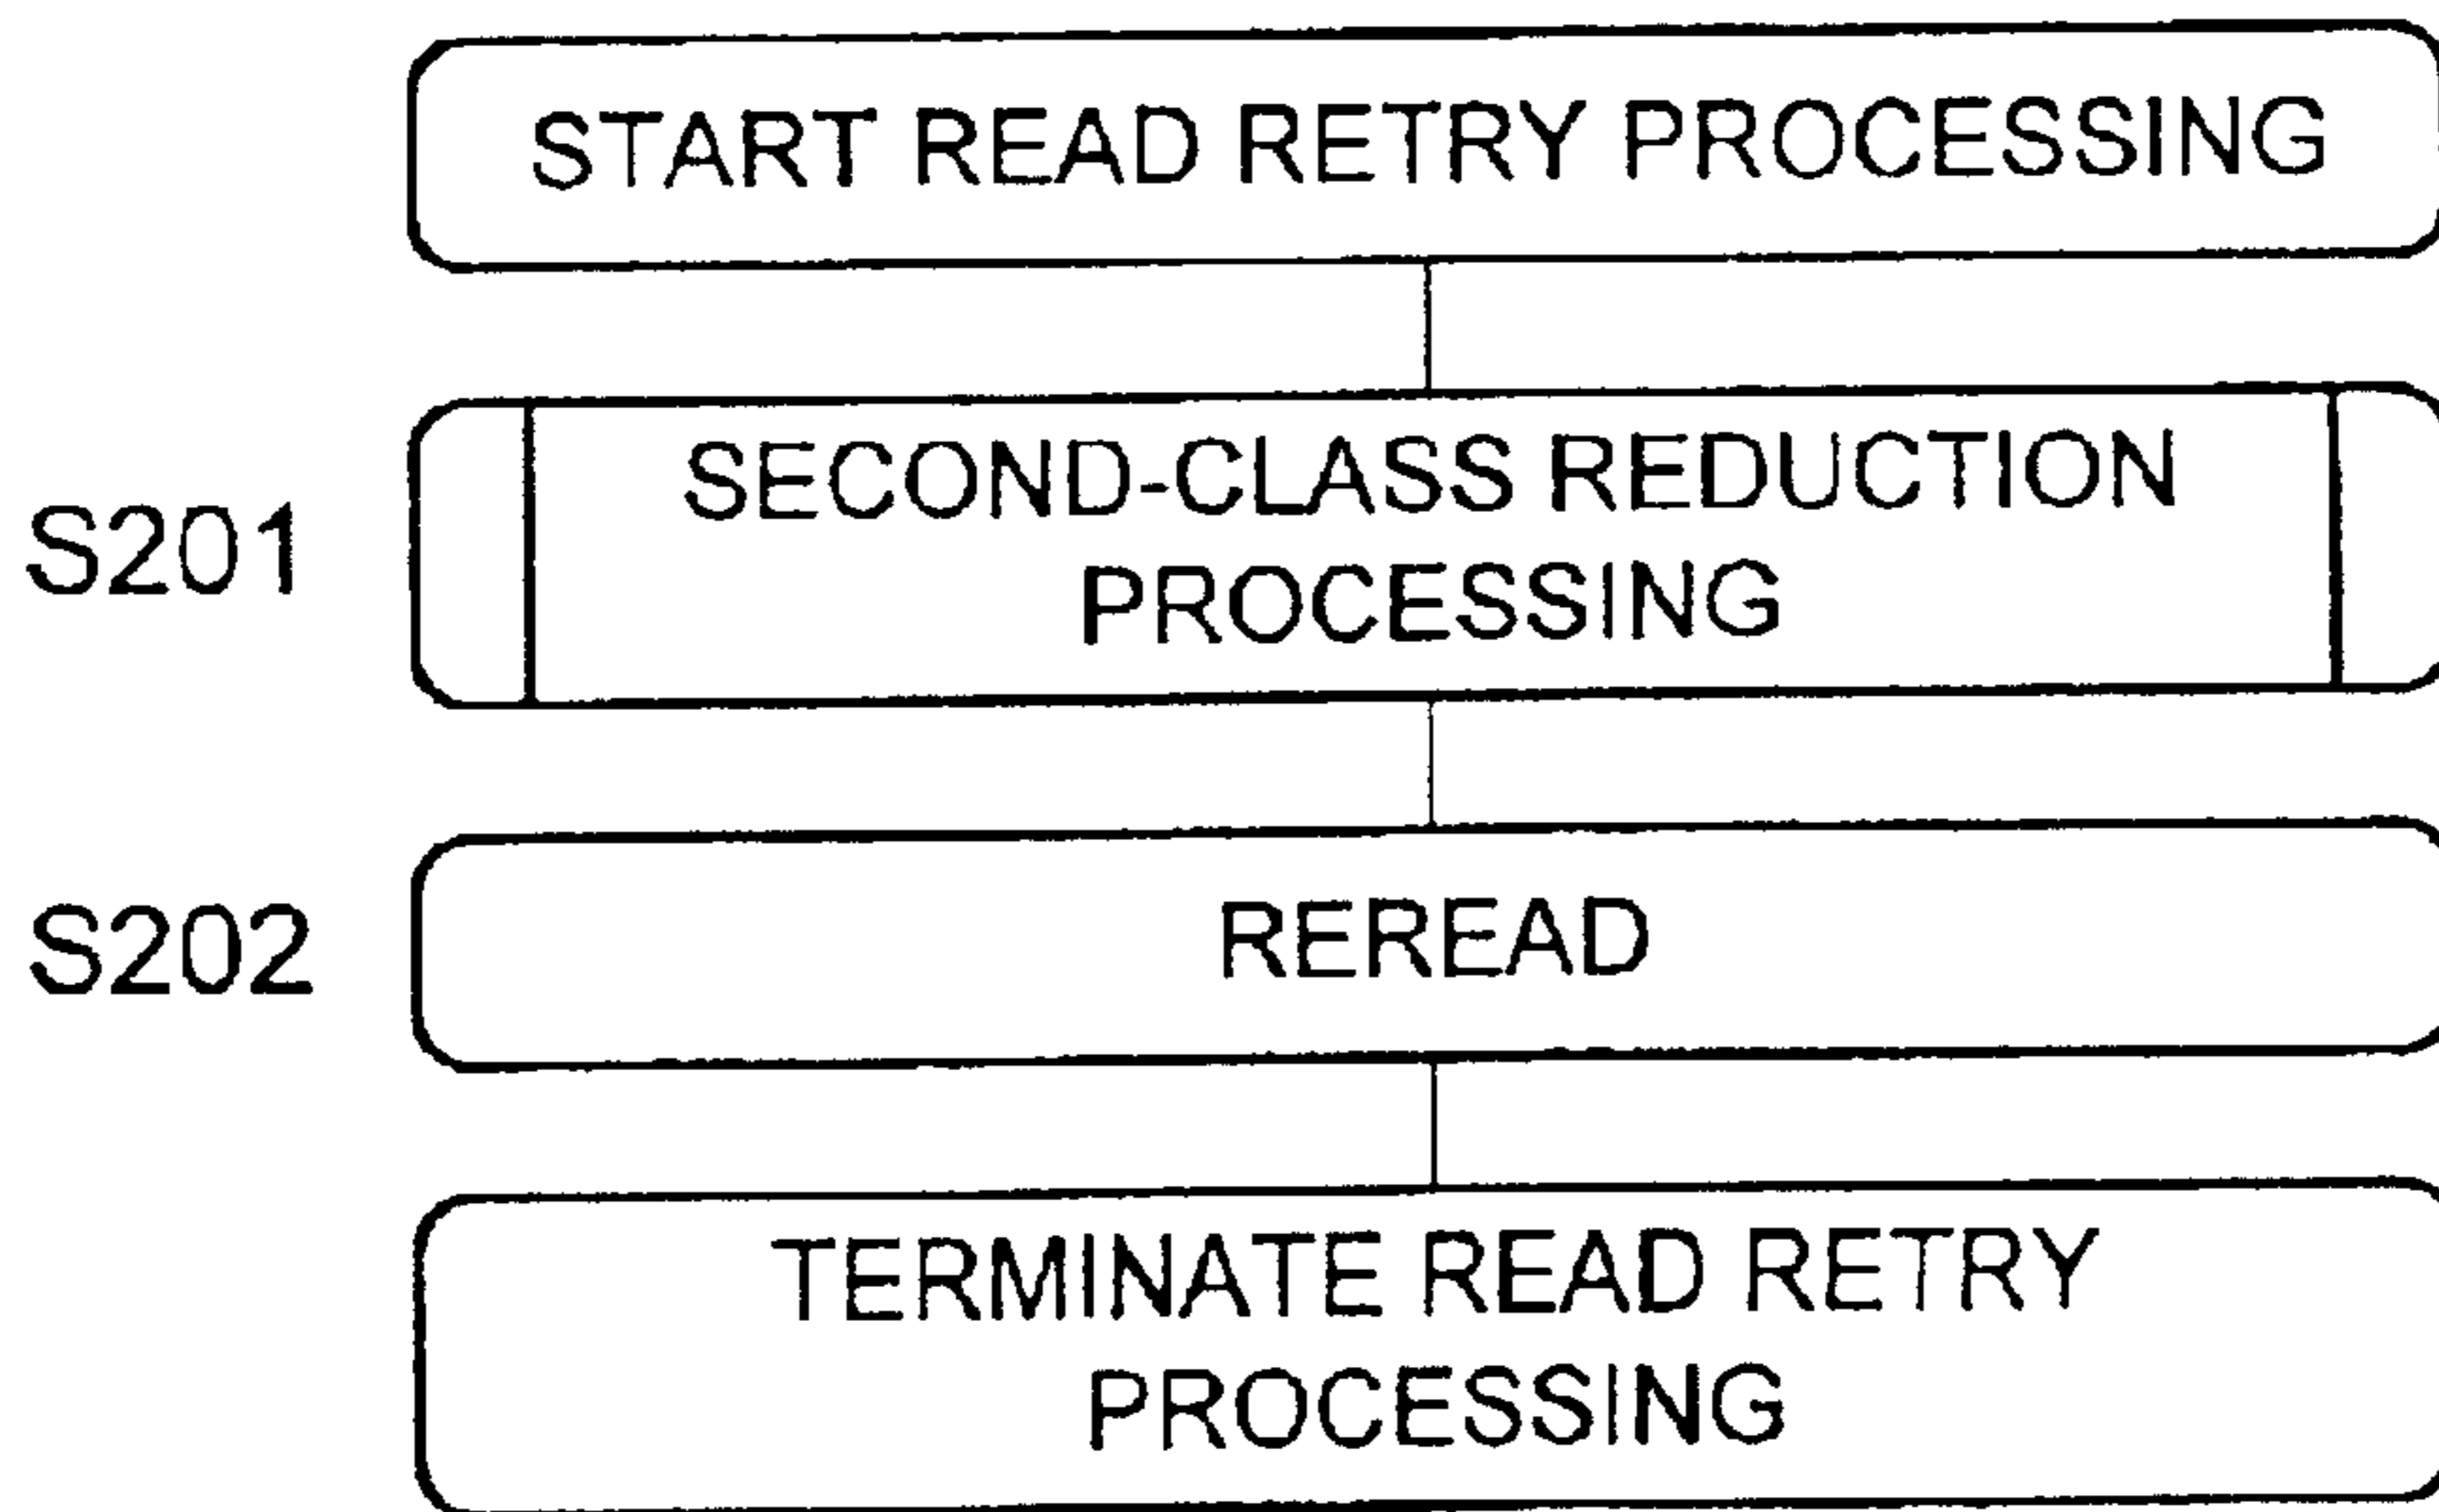 START READ RETRY PROCESSING
S201
SECOND-CLASS REDUCTION
PROCESSING
S202
REREAD
TERMINATE READ RETRY
PROCESSING